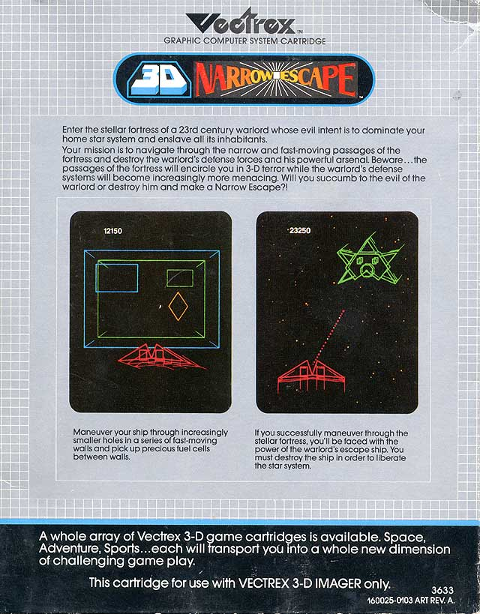 Vectrex™
GRAPHIC COMPUTER SYSTEM CARTRIDGE
3D NARROW ESCAPE™
Enter the stellar fortress of a 23rd century warlord whose evil intent is to dominate your
home star system and enslave all its inhabitants.
Your mission is to navigate through the narrow and fast-moving passages of the
fortress and destroy the warlord's defense forces and his powerful arsenal. Beware...the
passages of the fortress will encircle you in 3-D terror while the warlord's defense
systems will become increasingly more menacing. Will you succumb to the evil of the
warlord or destroy him and make a Narrow Escape?!
12150
23250
Maneuver your ship through increasingly
smaller holes in a series of fast-moving
walls and pick up precious fuel cells
between walls.
If you successfully maneuver through the
stellar fortress, you'll be faced with the
power of the warlord's escape ship. You
must destroy the ship in order to liberate
the star system.
A whole array of Vectrex 3-D game cartridges is available. Space,
Adventure, Sports...each will transport you into a whole new dimension
of challenging game play.
This cartridge for use with VECTREX 3-D IMAGER only.
3633
160025-0103 ART REV. A.